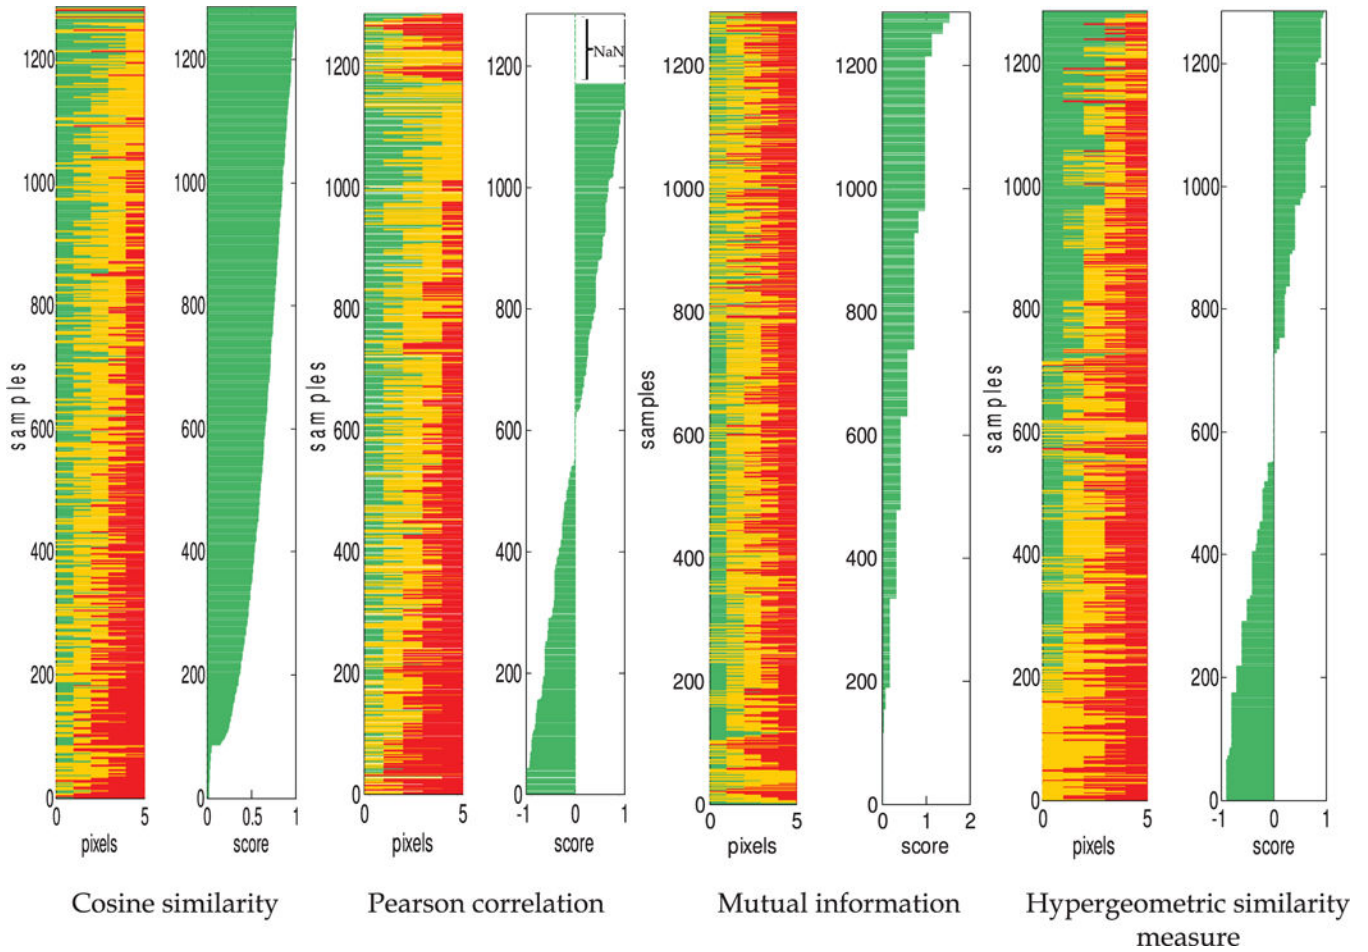 1200
1000
800
600
400
200
0
samples
0 5
pixels
1200
1000
800
600
400
200
0
0 0.5 1
score
1200
1000
800
600
400
200
0
samples
0 5
pixels
NaN
1200
1000
800
600
400
200
0
-1 0 1
score
1200
1000
800
600
400
200
0
samples
0 5
pixels
1200
1000
800
600
400
200
0
0 1 2
score
1200
1000
800
600
400
200
0
samples
0 5
pixels
1200
1000
800
600
400
200
0
-1 0 1
score
Cosine similarity
Pearson correlation
Mutual information
Hypergeometric similarity
measure